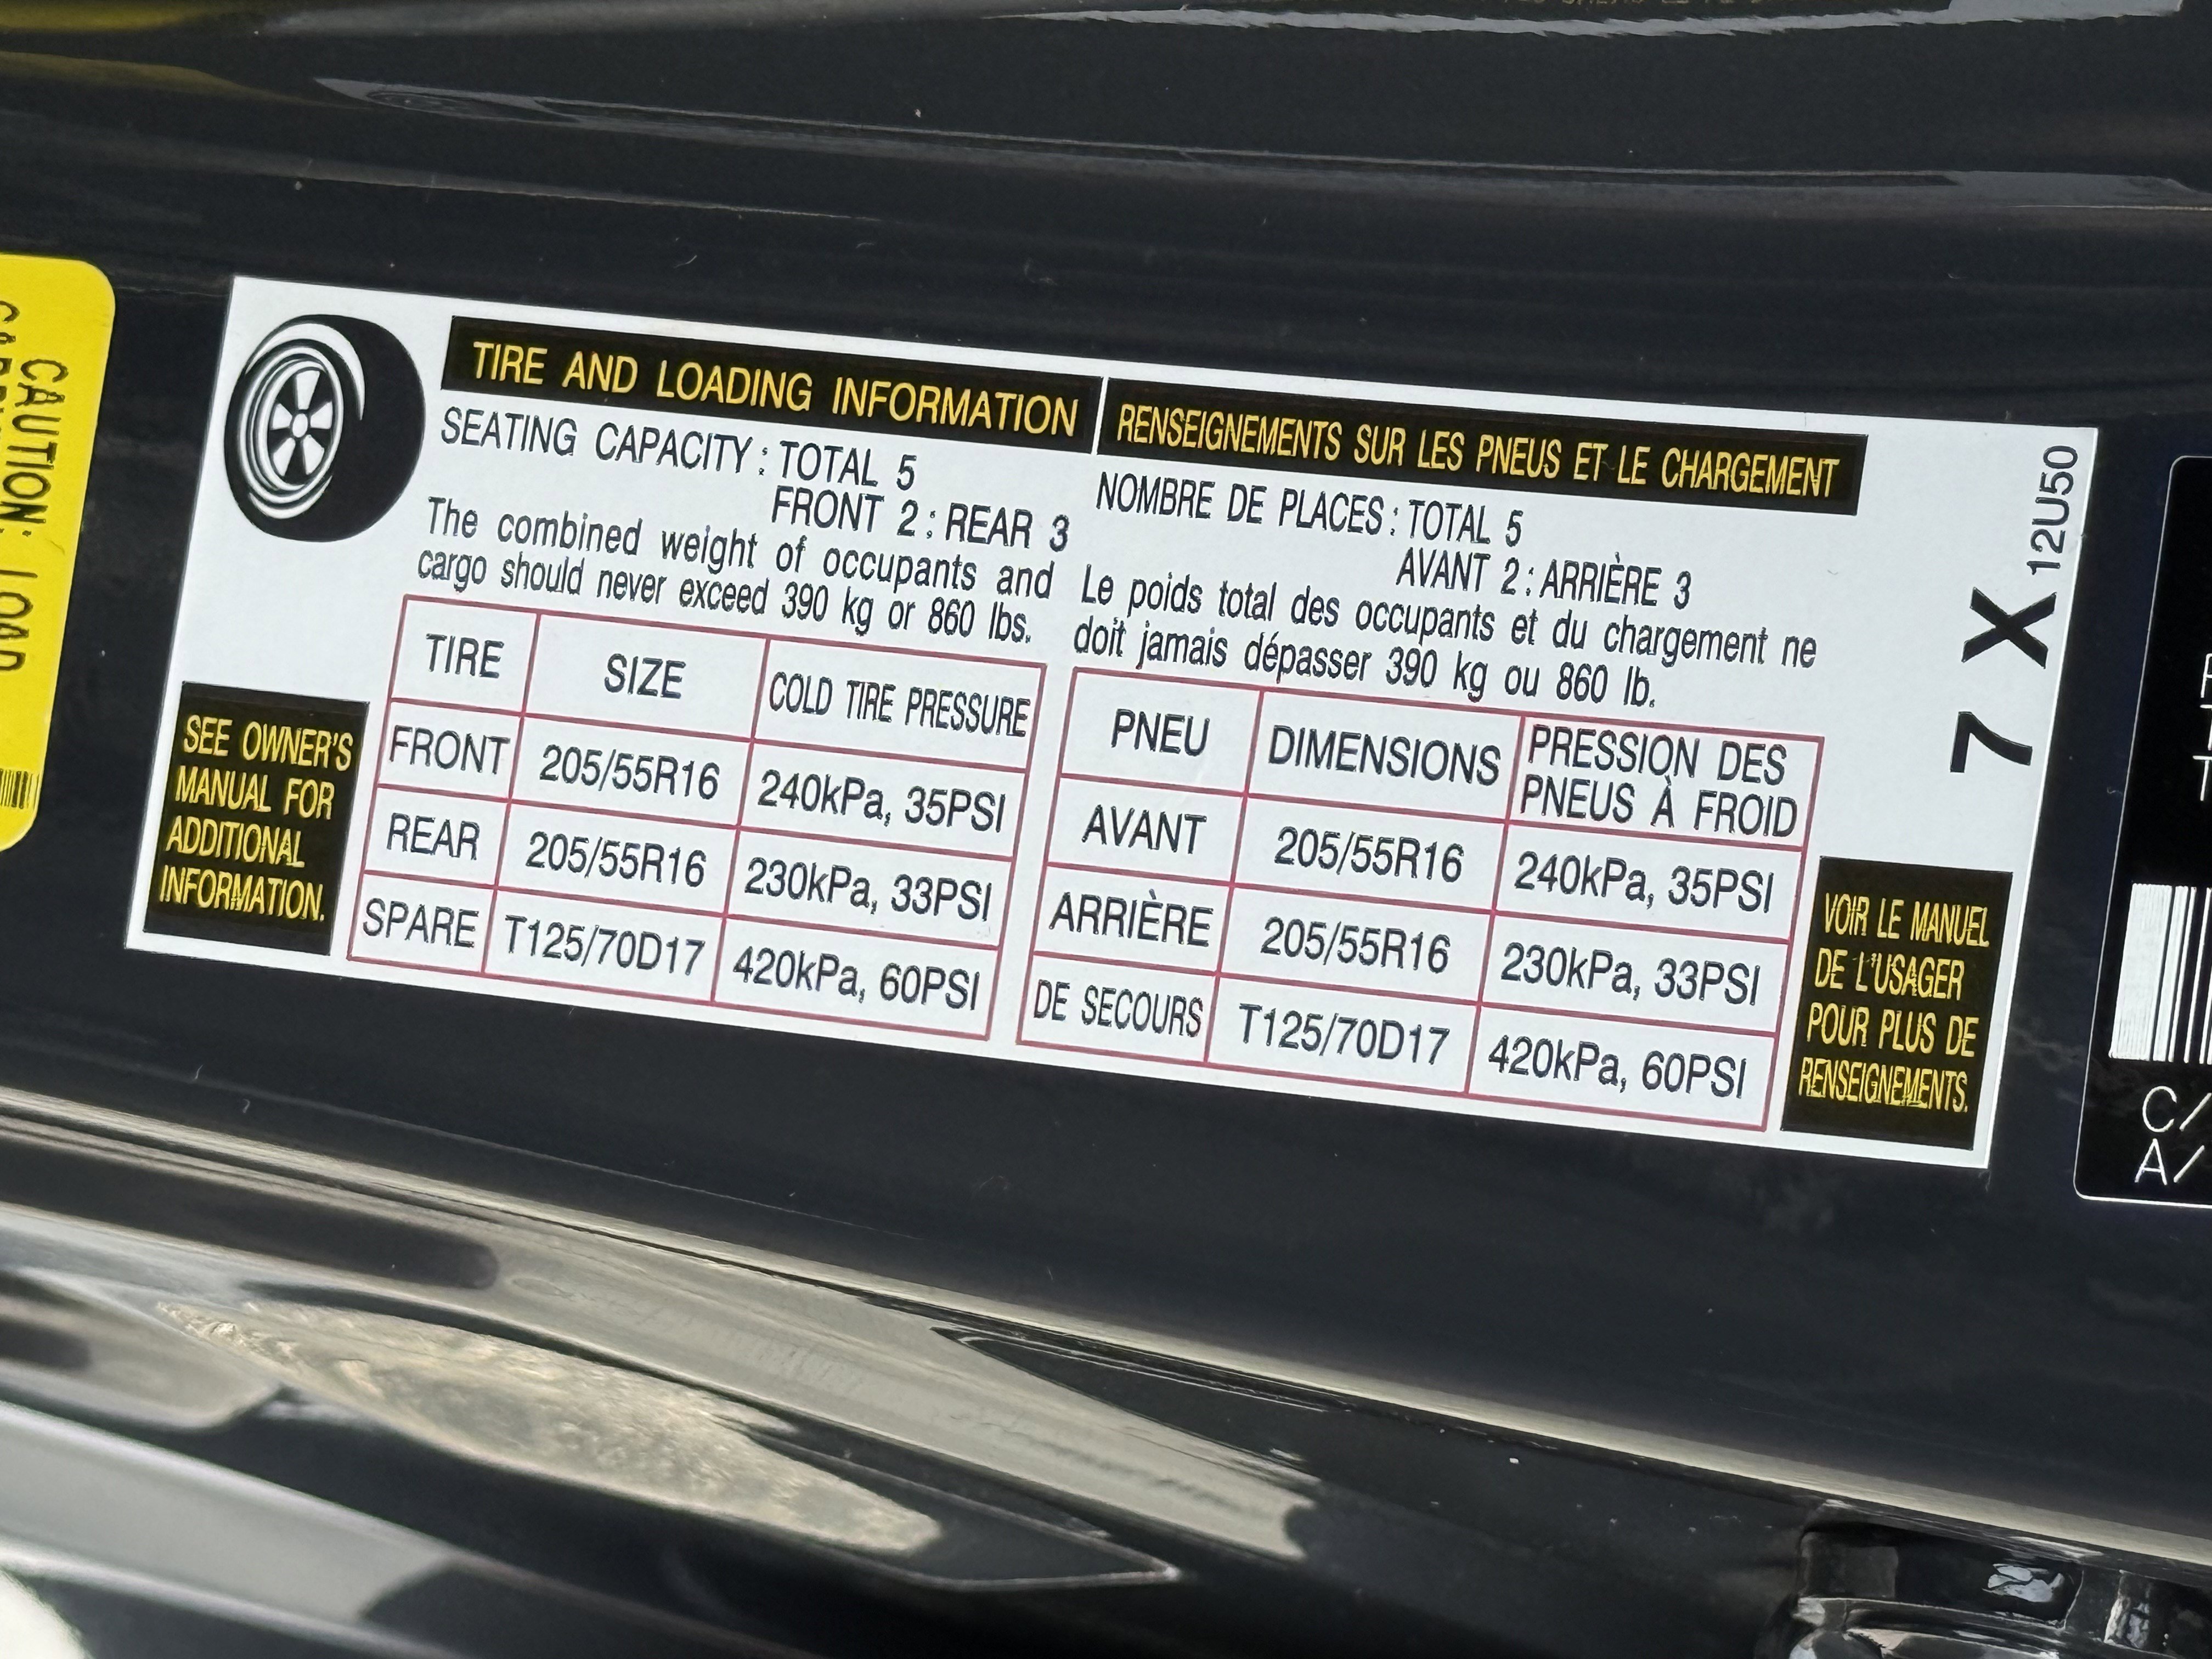 TIRE AND LOADING INFORMATION
SEATING CAPACITY : TOTAL 5
FRONT 2 : REAR 3
The combined weight of occupants and
cargo should never exceed 390 kg or 860 lbs.
TIRE SIZE COLD TIRE PRESSURE
FRONT 205/55R16 240kPa, 35PSI
REAR 205/55R16 230kPa, 33PSI
SPARE T125/70D17 420kPa, 60PSI
SEE OWNER'S
MANUAL FOR
ADDITIONAL
INFORMATION.
RENSEIGNEMENTS SUR LES PNEUS ET LE CHARGEMENT
NOMBRE DE PLACES : TOTAL 5
AVANT 2 : ARRIÈRE 3
Le poids total des occupants et du chargement ne
doit jamais dépasser 390 kg ou 860 lb.
PNEU DIMENSIONS PRESSION DES
PNEUS À FROID
AVANT 205/55R16 240kPa, 35PSI
ARRIÈRE 205/55R16 230kPa, 33PSI
DE SECOURS T125/70D17 420kPa, 60PSI
VOIR LE MANUEL
DE L'USAGER
POUR PLUS DE
RENSEIGNEMENTS.
7 X 12U50
CAUTION: LOAD
C/
A/